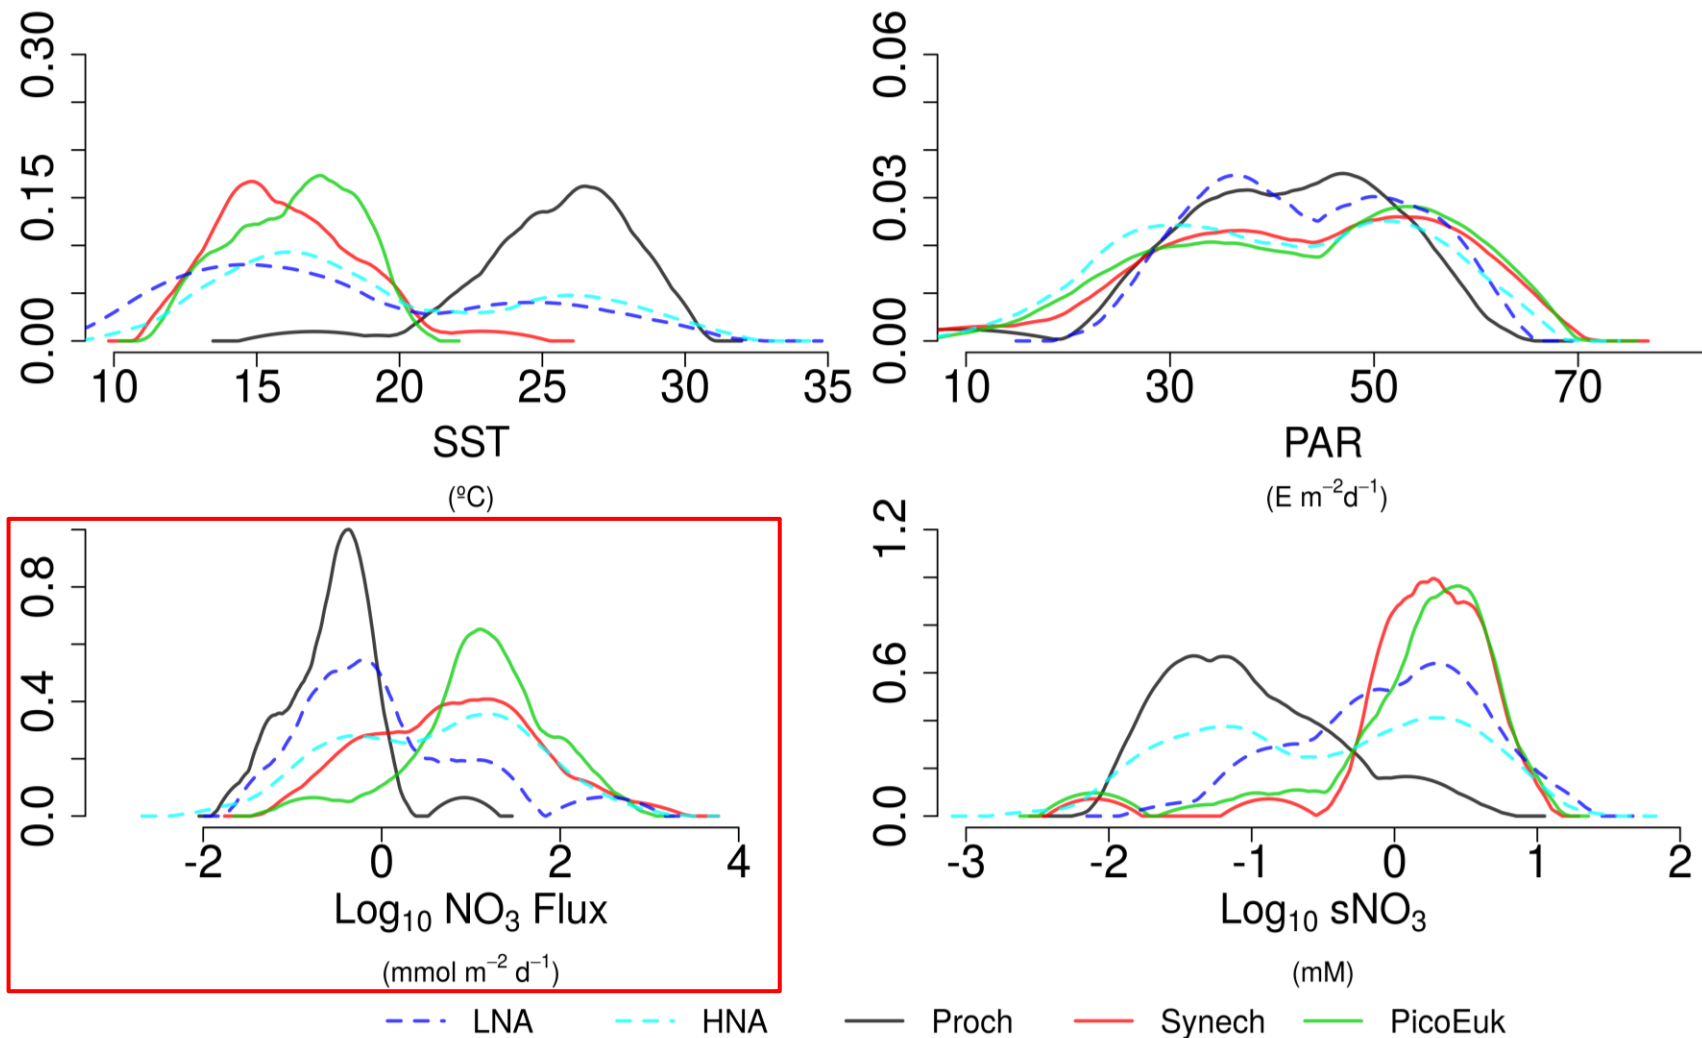 0.00 0.15 0.30
10 15 20 25 30 35
SST
(ºC)
0.00 0.03 0.06
10 30 50 70
PAR
(E m⁻²d⁻¹)
0.0 0.4 0.8
-2 0 2 4
Log₁₀ NO₃ Flux
(mmol m⁻² d⁻¹)
0.0 0.6 1.2
-3 -2 -1 0 1 2
Log₁₀ sNO₃
(mM)
LNA HNA Proch Synech PicoEuk